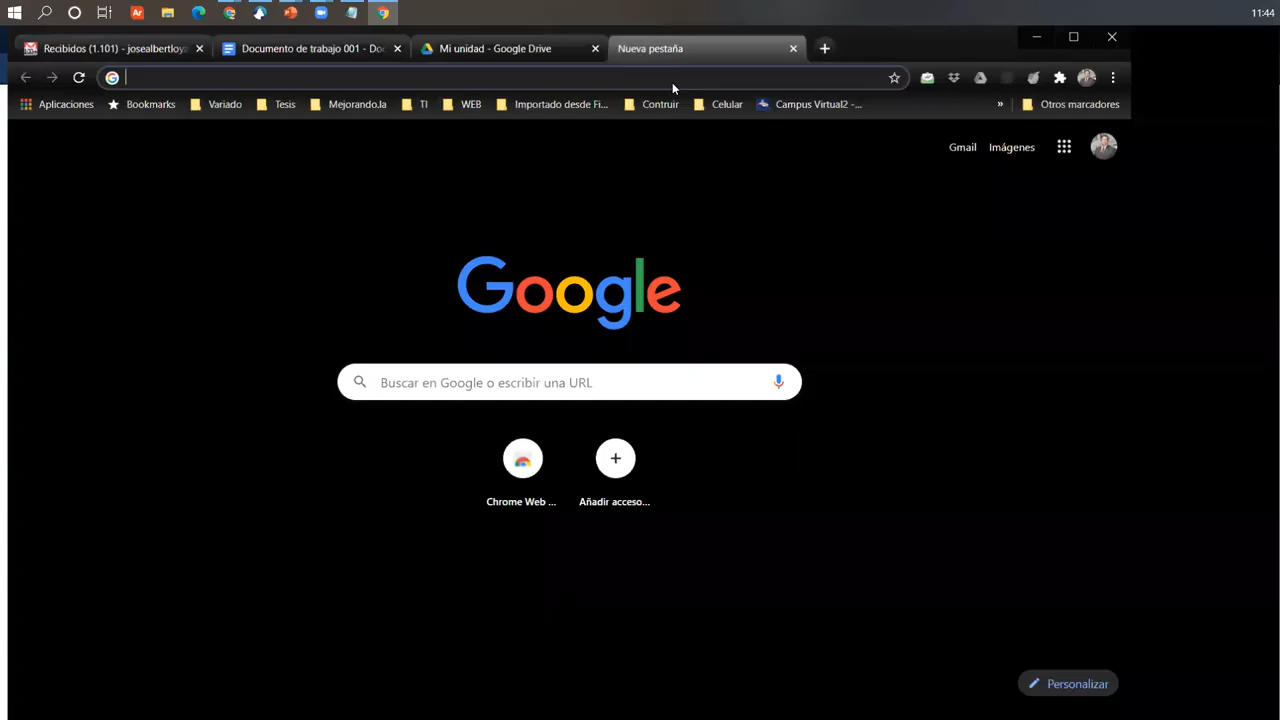 11:44
Recibidos (1.101) - josealbertloy
Documento de trabajo 001 - Doc
Mi unidad - Google Drive
Nueva pestaña
Aplicaciones
Bookmarks
Variado
Tesis
Mejorando.la
TI
WEB
Importado desde Fi...
Contruir
Celular
Campus Virtual2 -...
»
Otros marcadores
Gmail
Imágenes
Google
Buscar en Google o escribir una URL
Chrome Web ...
Añadir acceso...
Personalizar